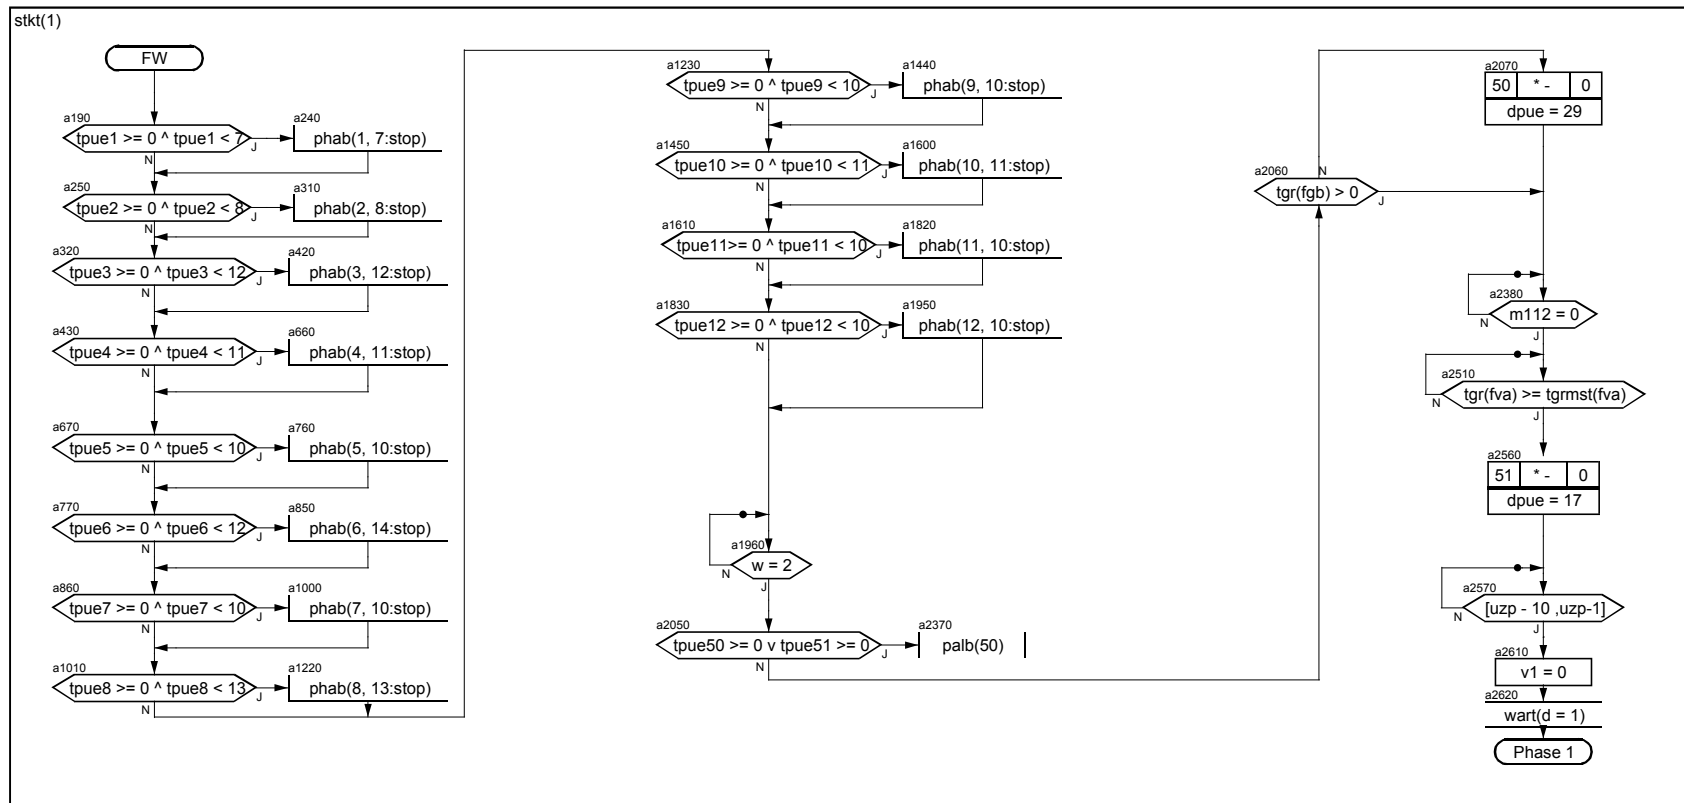 stkt(1)
FW
a190
tpue1 >= 0 ^ tpue1 < 7
J
N
a240
phab(1, 7:stop)
a250
tpue2 >= 0 ^ tpue2 < 8
J
N
a310
phab(2, 8:stop)
a320
tpue3 >= 0 ^ tpue3 < 12
J
N
a420
phab(3, 12:stop)
a430
tpue4 >= 0 ^ tpue4 < 11
J
N
a660
phab(4, 11:stop)
a670
tpue5 >= 0 ^ tpue5 < 10
J
N
a760
phab(5, 10:stop)
a770
tpue6 >= 0 ^ tpue6 < 12
J
N
a850
phab(6, 14:stop)
a860
tpue7 >= 0 ^ tpue7 < 10
J
N
a1000
phab(7, 10:stop)
a1010
tpue8 >= 0 ^ tpue8 < 13
J
N
a1220
phab(8, 13:stop)
a1230
tpue9 >= 0 ^ tpue9 < 10
J
N
a1440
phab(9, 10:stop)
a1450
tpue10 >= 0 ^ tpue10 < 11
J
N
a1600
phab(10, 11:stop)
a1610
tpue11>= 0 ^ tpue11 < 10
J
N
a1820
phab(11, 10:stop)
a1830
tpue12 >= 0 ^ tpue12 < 10
J
N
a1950
phab(12, 10:stop)
a1960
w = 2
N
J
a2050
tpue50 >= 0 v tpue51 >= 0
J
N
a2370
palb(50)
a2060
N
tgr(fgb) > 0
J
a2070
50 * - 0
dpue = 29
a2380
m112 = 0
N
J
a2510
tgr(fva) >= tgrmst(fva)
N
J
a2560
51 * - 0
dpue = 17
a2570
[uzp - 10 ,uzp-1]
N
J
a2610
v1 = 0
a2620
wart(d = 1)
Phase 1